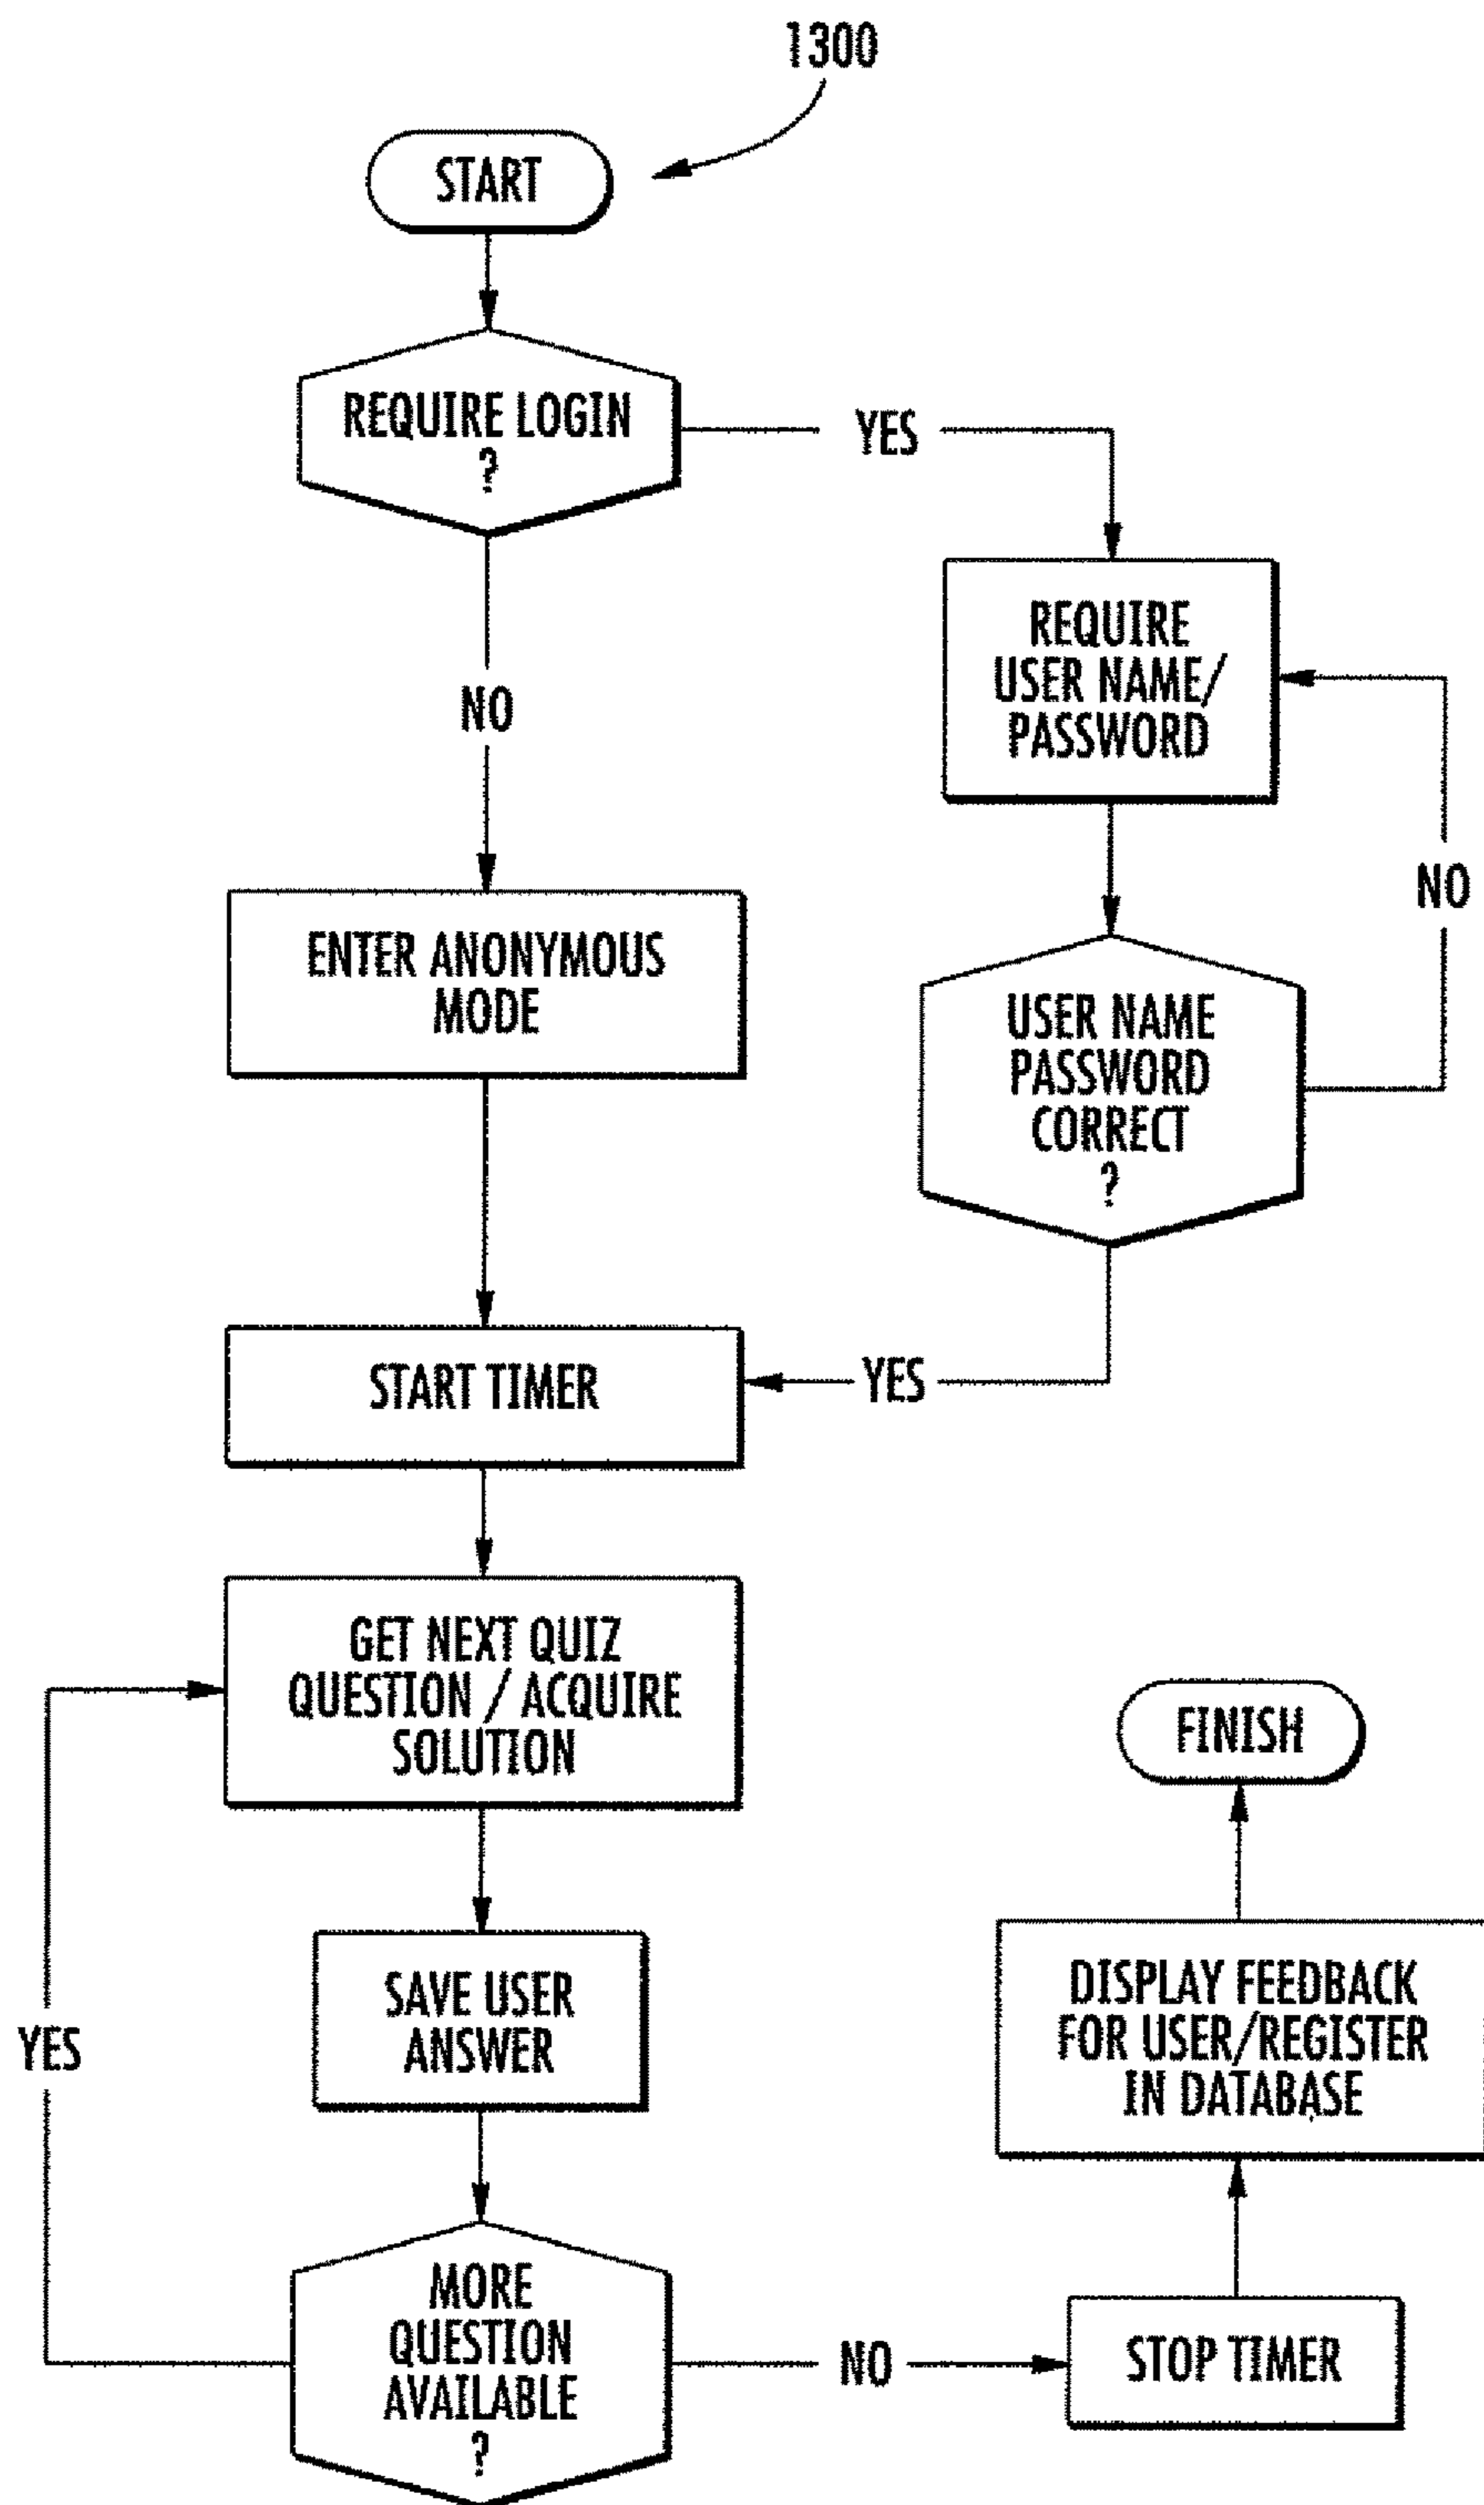 1300
START
REQUIRE LOGIN
?
YES
REQUIRE
USER NAME/
PASSWORD
NO
NO
ENTER ANONYMOUS
MODE
USER NAME
PASSWORD
CORRECT
?
START TIMER
YES
GET NEXT QUIZ
QUESTION / ACQUIRE
SOLUTION
FINISH
SAVE USER
ANSWER
DISPLAY FEEDBACK
FOR USER/REGISTER
IN DATABASE
YES
MORE
QUESTION
AVAILABLE
?
NO
STOP TIMER